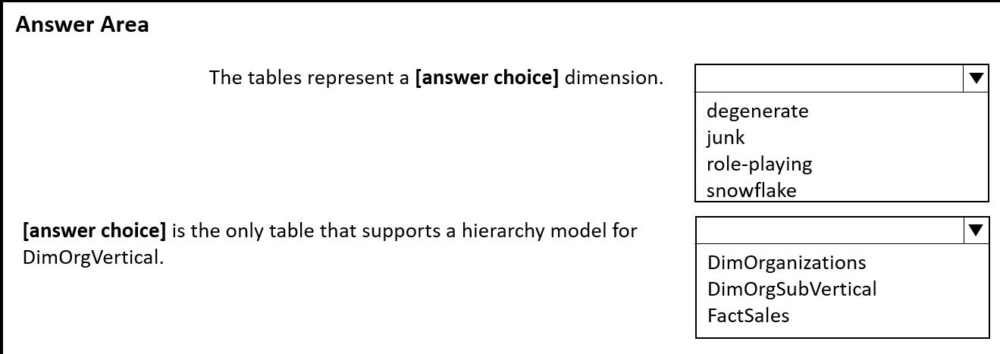 Answer Area
The tables represent a [answer choice] dimension.
degenerate
junk
role-playing
snowflake
[answer choice] is the only table that supports a hierarchy model for
DimOrgVertical.
DimOrganizations
DimOrgSubVertical
FactSales